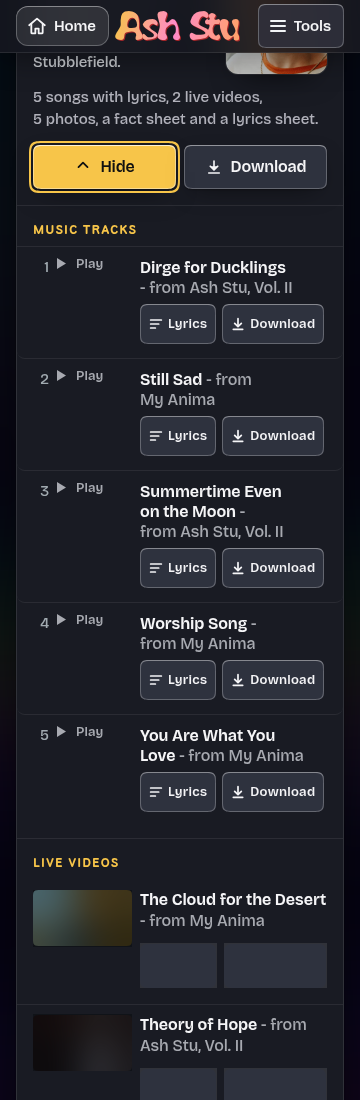 Home
Ash Stu
Tools
Stubblefield.
5 songs with lyrics, 2 live videos,
5 photos, a fact sheet and a lyrics sheet.
Hide
Download
MUSIC TRACKS
1 Play
Dirge for Ducklings
- from Ash Stu, Vol. II
Lyrics
Download
2 Play
Still Sad - from
My Anima
Lyrics
Download
3 Play
Summertime Even
on the Moon -
from Ash Stu, Vol. II
Lyrics
Download
4 Play
Worship Song -
from My Anima
Lyrics
Download
5 Play
You Are What You
Love - from My Anima
Lyrics
Download
LIVE VIDEOS
The Cloud for the Desert
- from My Anima
Theory of Hope - from
Ash Stu, Vol. II